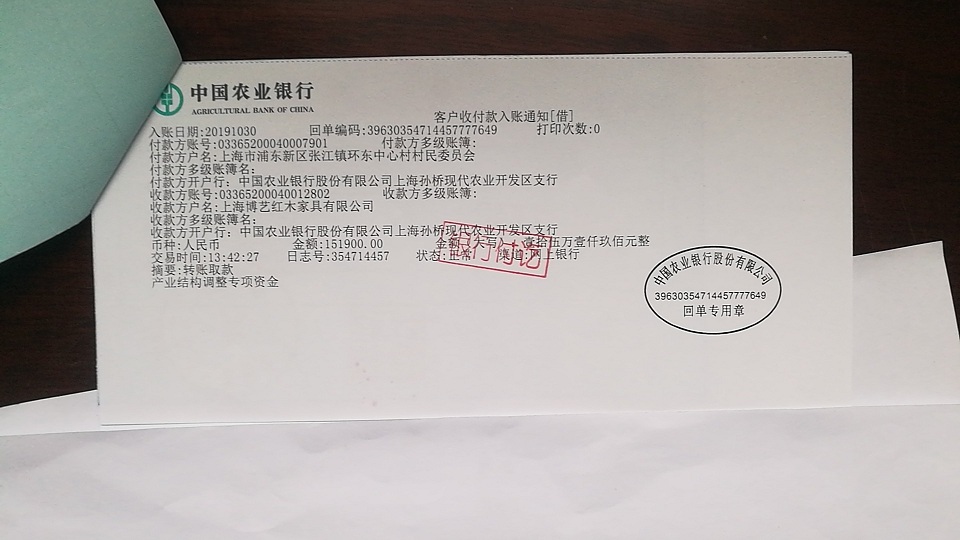 中国农业银行
AGRICULTURAL BANK OF CHINA
客户收付款入账通知[借]
入账日期:20191030 回单编码:39630354714457777649 打印次数:0
付款方账号:03365200040007901 付款方多级账簿:
付款方户名:上海市浦东新区张江镇环东中心村村民委员会
付款方多级账簿名:
付款方开户行: 中国农业银行股份有限公司上海孙桥现代农业开发区支行
收款方账号:03365200040012802 收款方多级账簿:
收款方户名:上海博艺红木家具有限公司
收款方多级账簿名:
收款方开户行: 中国农业银行股份有限公司上海孙桥现代农业开发区支行
币种:人民币 金额:151900.00 金额(大写): 壹拾伍万壹仟玖佰元整
交易时间:13:42:27 日志号:354714457 状态:正常 渠道:网上银行
摘要:转账取款
产业结构调整专项资金
银行付讫
中国农业银行股份有限公司
39630354714457777649
回单专用章